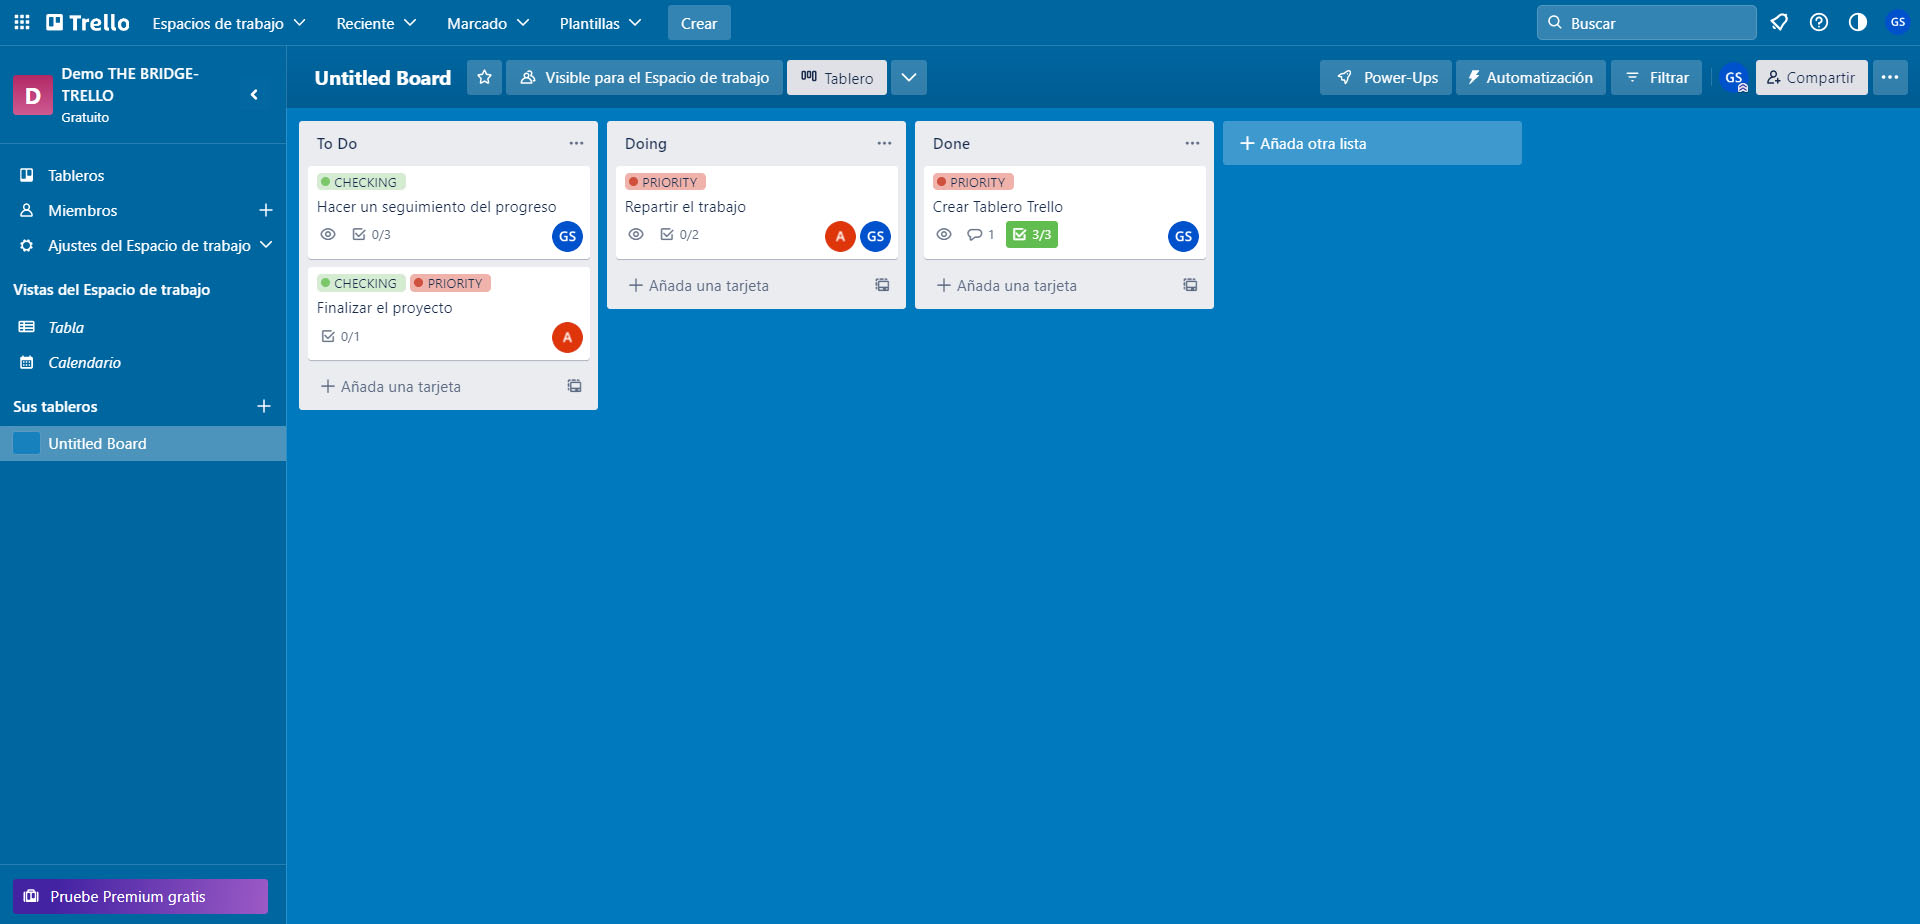 Trello Espacios de trabajo Reciente Marcado Plantillas Crear Buscar GS
D Demo THE BRIDGE-
TRELLO
Gratuito
Tableros
Miembros
Ajustes del Espacio de trabajo
Vistas del Espacio de trabajo
Tabla
Calendario
Sus tableros
Untitled Board
Pruebe Premium gratis
Untitled Board Visible para el Espacio de trabajo Tablero Power-Ups Automatización Filtrar GS Compartir
To Do
CHECKING
Hacer un seguimiento del progreso
0/3 GS
CHECKING PRIORITY
Finalizar el proyecto
0/1 A
Añada una tarjeta
Doing
PRIORITY
Repartir el trabajo
0/2 A GS
Añada una tarjeta
Done
PRIORITY
Crear Tablero Trello
1 3/3 GS
Añada una tarjeta
Añada otra lista